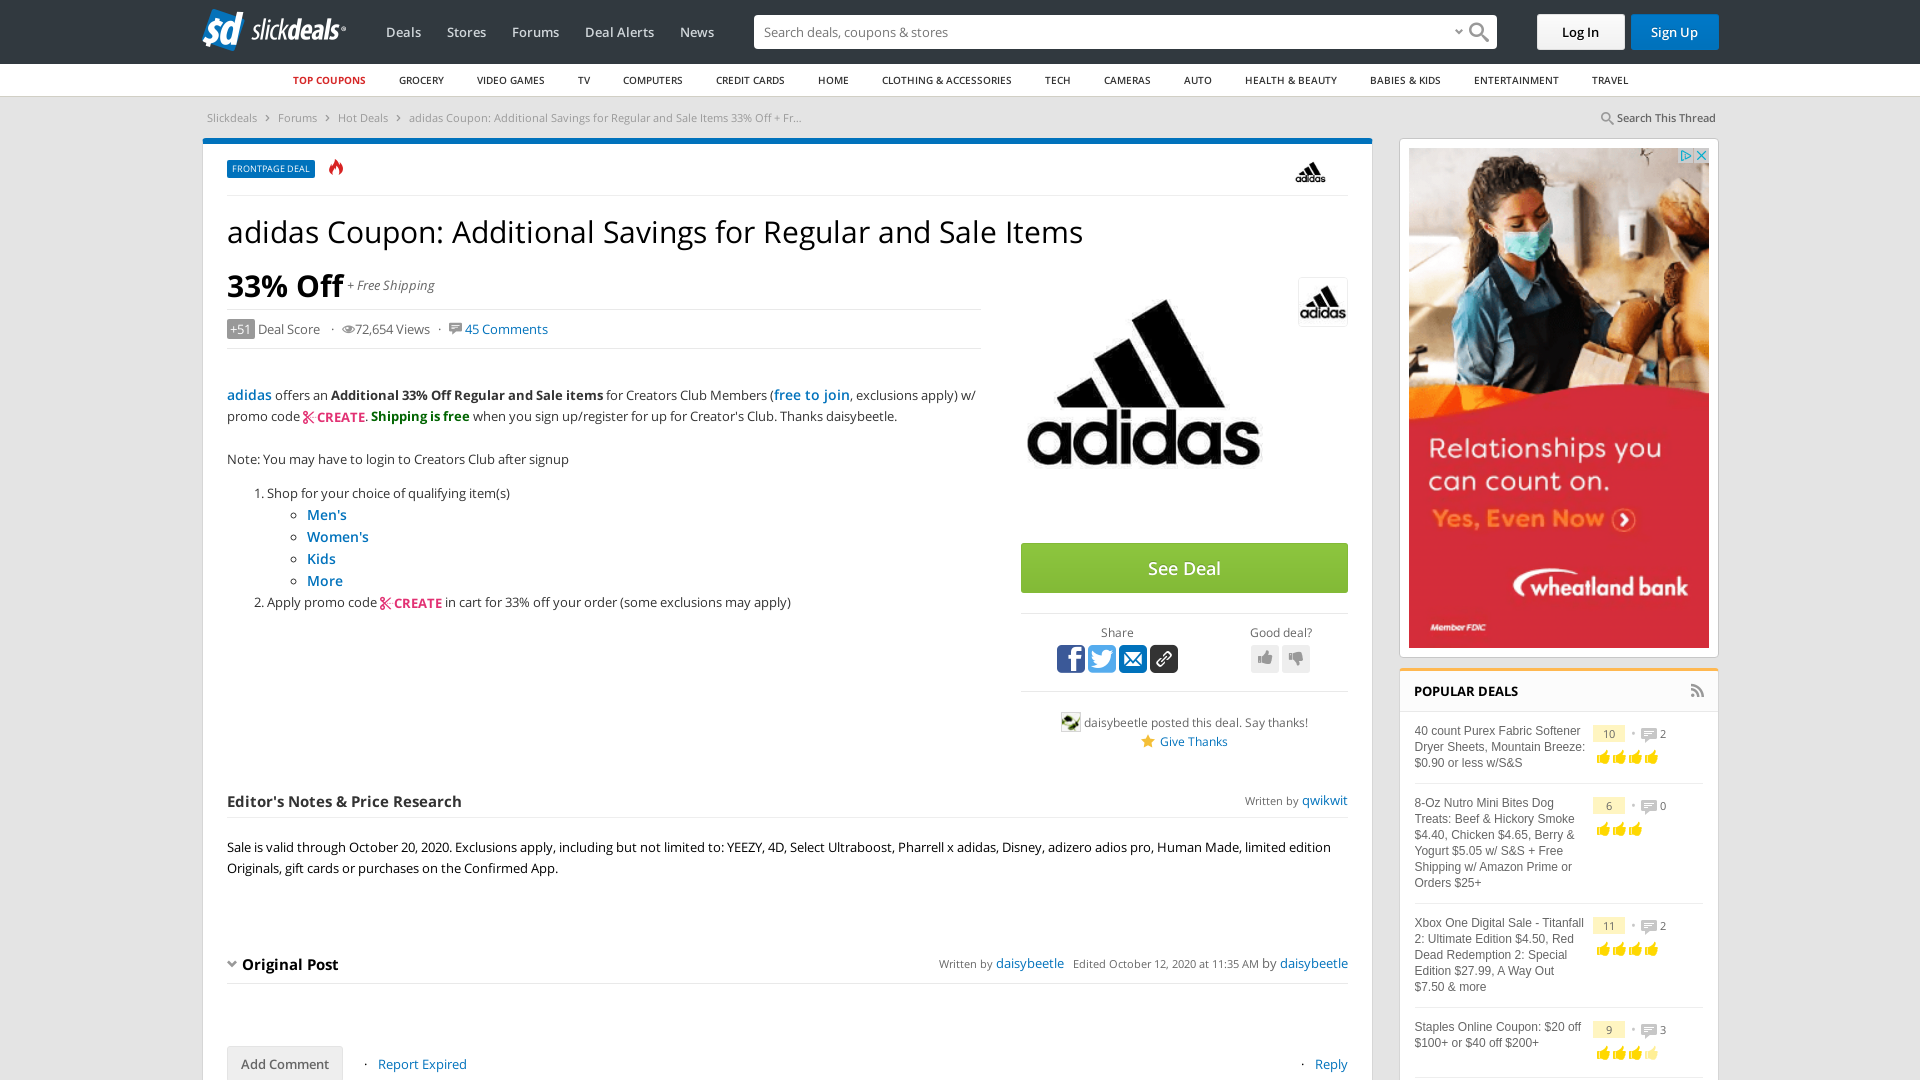 sd slickdeals
Deals Stores Forums Deal Alerts News
Search deals, coupons & stores
Log In Sign Up
TOP COUPONS GROCERY VIDEO GAMES TV COMPUTERS CREDIT CARDS HOME CLOTHING & ACCESSORIES TECH CAMERAS AUTO HEALTH & BEAUTY BABIES & KIDS ENTERTAINMENT TRAVEL
Slickdeals › Forums › Hot Deals › adidas Coupon: Additional Savings for Regular and Sale Items 33% Off + Fr...
Search This Thread
FRONTPAGE DEAL
adidas
adidas Coupon: Additional Savings for Regular and Sale Items
33% Off + Free Shipping
+51 Deal Score · 72,654 Views · 45 Comments
adidas offers an Additional 33% Off Regular and Sale items for Creators Club Members (free to join, exclusions apply) w/
promo code CREATE. Shipping is free when you sign up/register for up for Creator's Club. Thanks daisybeetle.
Note: You may have to login to Creators Club after signup
1. Shop for your choice of qualifying item(s)
Men's
Women's
Kids
More
2. Apply promo code CREATE in cart for 33% off your order (some exclusions may apply)
adidas
adidas
See Deal
Share
Good deal?
daisybeetle posted this deal. Say thanks!
Give Thanks
Editor's Notes & Price Research
Written by qwikwit
Sale is valid through October 20, 2020. Exclusions apply, including but not limited to: YEEZY, 4D, Select Ultraboost, Pharrell x adidas, Disney, adizero adios pro, Human Made, limited edition
Originals, gift cards or purchases on the Confirmed App.
Original Post
Written by daisybeetle Edited October 12, 2020 at 11:35 AM by daisybeetle
Add Comment · Report Expired
· Reply
Relationships you
can count on.
Yes, Even Now
wheatland bank
Member FDIC
POPULAR DEALS
40 count Purex Fabric Softener
Dryer Sheets, Mountain Breeze:
$0.90 or less w/S&S
10 • 2
8-Oz Nutro Mini Bites Dog
Treats: Beef & Hickory Smoke
$4.40, Chicken $4.65, Berry &
Yogurt $5.05 w/ S&S + Free
Shipping w/ Amazon Prime or
Orders $25+
6 • 0
Xbox One Digital Sale - Titanfall
2: Ultimate Edition $4.50, Red
Dead Redemption 2: Special
Edition $27.99, A Way Out
$7.50 & more
11 • 2
Staples Online Coupon: $20 off
$100+ or $40 off $200+
9 • 3